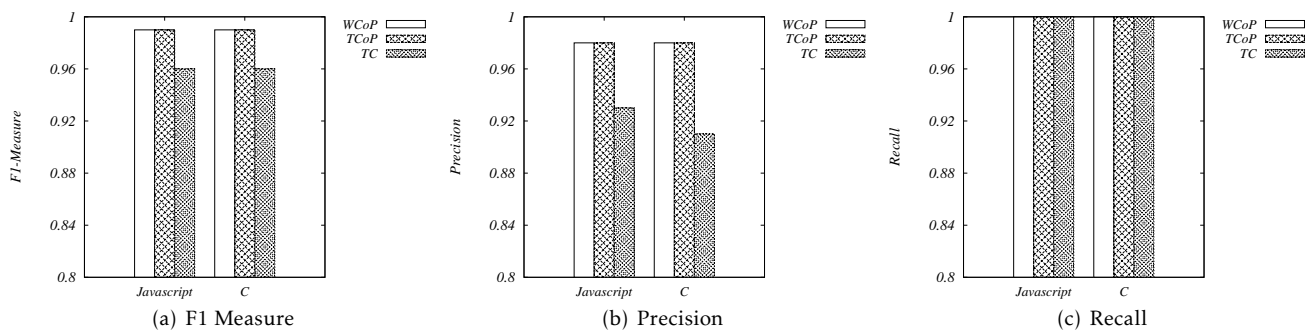 1
0.96
0.92
0.88
0.84
0.8
F1-Measure
Javascript C
WCoP
TCoP
TC
(a) F1 Measure
1
0.96
0.92
0.88
0.84
0.8
Precision
Javascript C
WCoP
TCoP
TC
(b) Precision
1
0.96
0.92
0.88
0.84
0.8
Recall
Javascript C
WCoP
TCoP
TC
(c) Recall